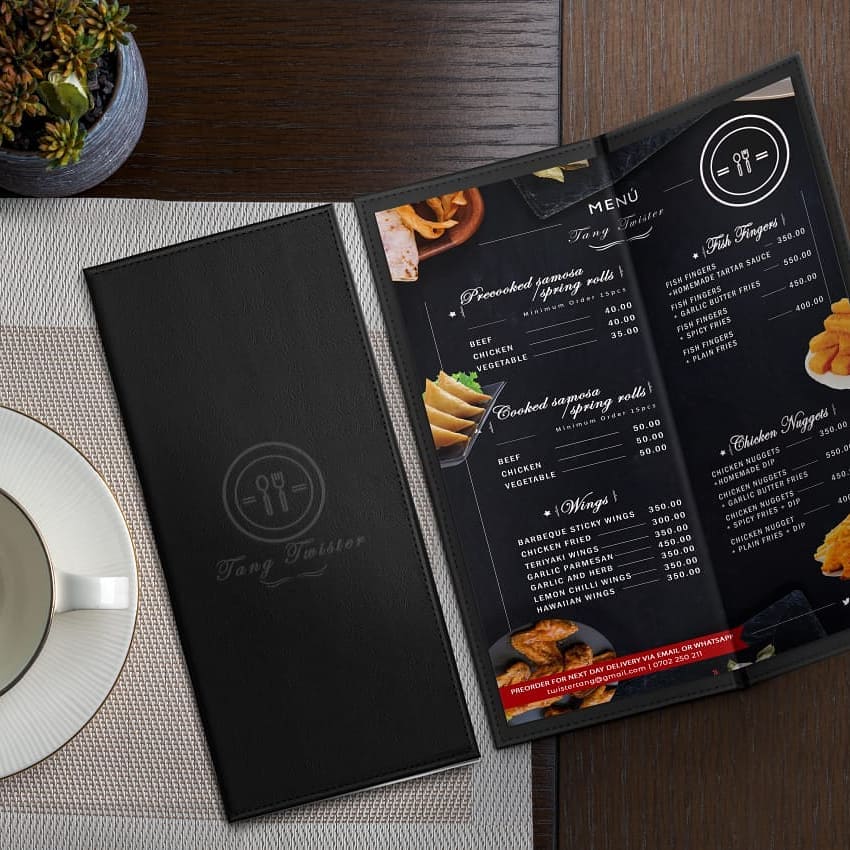 Tang Twister
MENÚ
Tang Twister
Precooked samosa
/spring rolls
Minimum Order 15pcs
BEEF 40.00
CHICKEN 40.00
VEGETABLE 35.00
Cooked samosa
/spring rolls
Minimum Order 15pcs
BEEF 50.00
CHICKEN 50.00
VEGETABLE 50.00
Wings
BARBEQUE STICKY WINGS 350.00
CHICKEN FRIED 300.00
TERIYAKI WINGS 450.00
GARLIC PARMESAN 450.00
GARLIC AND HERB 350.00
LEMON CHILLI WINGS 350.00
HAWAIIAN WINGS 350.00
PREORDER FOR NEXT DAY DELIVERY VIA EMAIL OR WHATSAPP
twistertang@gmail.com | 0702 250 211
Fish Fingers
FISH FINGERS 350.00
+HOMEMADE TARTAR SAUCE
FISH FINGERS 550.00
+ GARLIC BUTTER FRIES
FISH FINGERS 450.00
+ SPICY FRIES
FISH FINGERS 400.00
+ PLAIN FRIES
Chicken Nuggets
CHICKEN NUGGETS 350.00
+HOMEMADE DIP
CHICKEN NUGGETS 550.0
+ GARLIC BUTTER FRIES
CHICKEN NUGGETS 450.
+ SPICY FRIES + DIP
CHICKEN NUGGET 400.
+ PLAIN FRIES + DIP